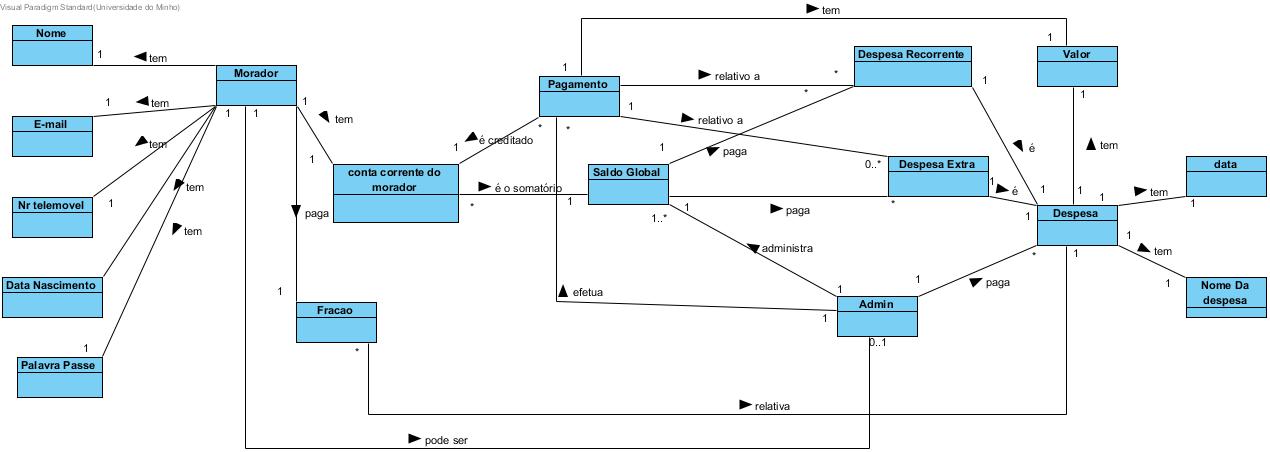 Visual Paradigm Standard(Universidade do Minho)
tem
Nome
1
1
1
Despesa Recorrente
Valor
tem
Morador
1
relativo a
*
1
Pagamento
*
1
1
tem
1
1
1
1
tem
E-mail
*
*
relativo a
tem
é creditado
1
paga
é
tem
1
1
0..*
Despesa Extra
data
conta corrente do
morador
Saldo Global
1
é
tem
tem
é o somatório
1
1
1
1
Nr telemovel
1
*
1
1
*
1
Despesa
paga
paga
1..*
1
tem
1
administra
*
1
tem
Data Nascimento
1
efetua
1
1
paga
1
Nome Da
despesa
Admin
Fracao
1
0..1
1
*
Palavra Passe
relativa
pode ser